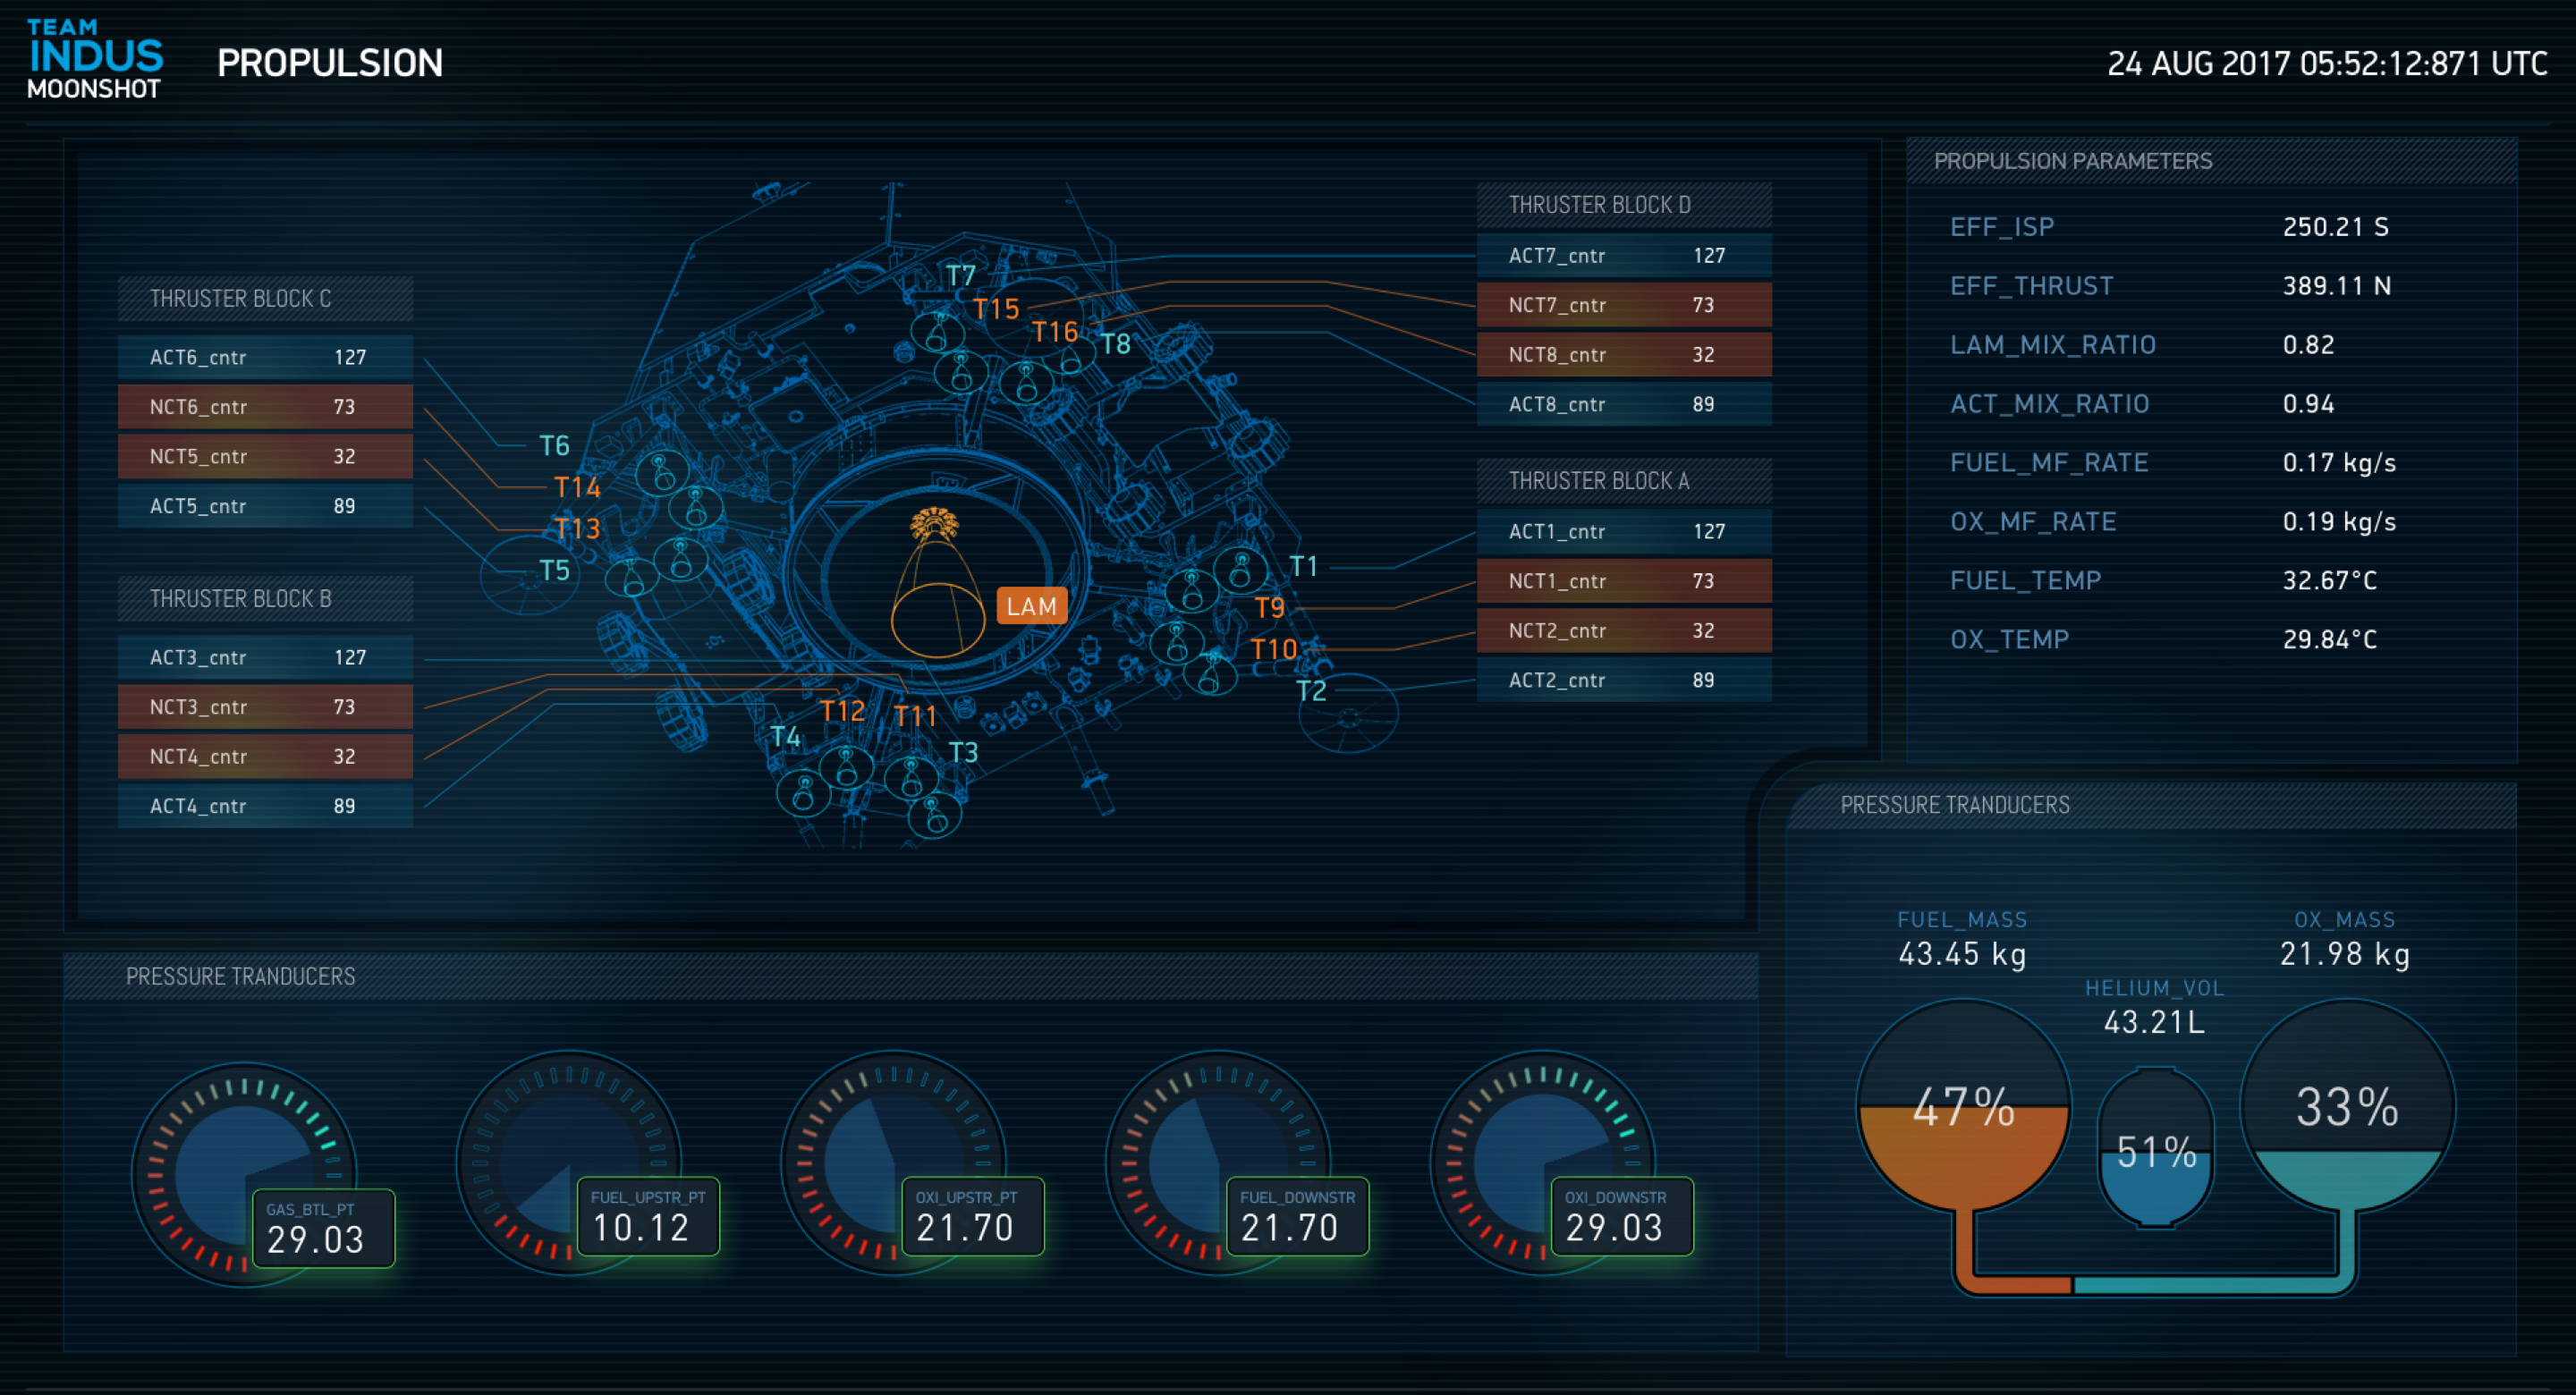 TEAM
INDUS
MOONSHOT
PROPULSION
24 AUG 2017 05:52:12:871 UTC
THRUSTER BLOCK C
ACT6_cntr 127
NCT6_cntr 73
NCT5_cntr 32
ACT5_cntr 89
THRUSTER BLOCK B
ACT3_cntr 127
NCT3_cntr 73
NCT4_cntr 32
ACT4_cntr 89
T7
T15
T16
T8
T6
T14
T13
T5
LAM
T1
T9
T10
T2
T12
T11
T4
T3
THRUSTER BLOCK D
ACT7_cntr 127
NCT7_cntr 73
NCT8_cntr 32
ACT8_cntr 89
THRUSTER BLOCK A
ACT1_cntr 127
NCT1_cntr 73
NCT2_cntr 32
ACT2_cntr 89
PROPULSION PARAMETERS
EFF_ISP 250.21 S
EFF_THRUST 389.11 N
LAM_MIX_RATIO 0.82
ACT_MIX_RATIO 0.94
FUEL_MF_RATE 0.17 kg/s
OX_MF_RATE 0.19 kg/s
FUEL_TEMP 32.67°C
OX_TEMP 29.84°C
PRESSURE TRANDUCERS
GAS_BTL_PT
29.03
FUEL_UPSTR_PT
10.12
OXI_UPSTR_PT
21.70
FUEL_DOWNSTR
21.70
OXI_DOWNSTR
29.03
PRESSURE TRANDUCERS
FUEL_MASS
43.45 kg
OX_MASS
21.98 kg
HELIUM_VOL
43.21L
47%
51%
33%